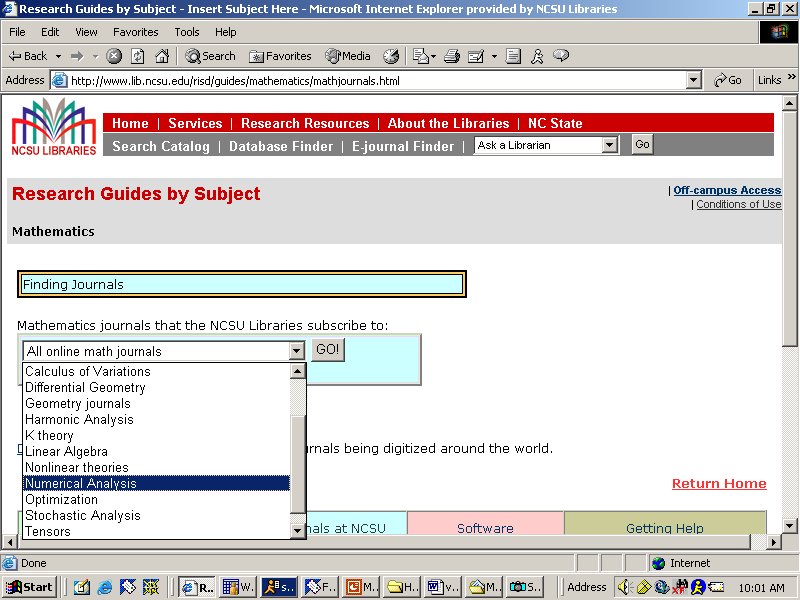 Research Guides by Subject - Insert Subject Here - Microsoft Internet Explorer provided by NCSU Libraries
File Edit View Favorites Tools Help
Back Search Favorites Media
Address http://www.lib.ncsu.edu/risd/guides/mathematics/mathjournals.html Go Links »
NCSU LIBRARIES
Home | Services | Research Resources | About the Libraries | NC State
Search Catalog | Database Finder | E-journal Finder | Ask a Librarian Go
Research Guides by Subject
| Off-campus Access
| Conditions of Use
Mathematics
Finding Journals
Mathematics journals that the NCSU Libraries subscribe to:
All online math journals GO!
Calculus of Variations
Differential Geometry
Geometry journals
Harmonic Analysis
K theory
Linear Algebra
Nonlinear theories
Numerical Analysis
Optimization
Stochastic Analysis
Tensors
urnals being digitized around the world.
Return Home
nals at NCSU Software Getting Help
Done Internet
Start R.. W.. s.. F.. M.. H.. v.. M.. S.. Address 10:01 AM